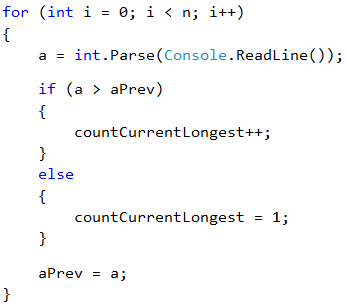 for (int i = 0; i < n; i++)
{
    a = int.Parse(Console.ReadLine());
    if (a > aPrev)
    {
        countCurrentLongest++;
    }
    else
    {
        countCurrentLongest = 1;
    }
    aPrev = a;
}